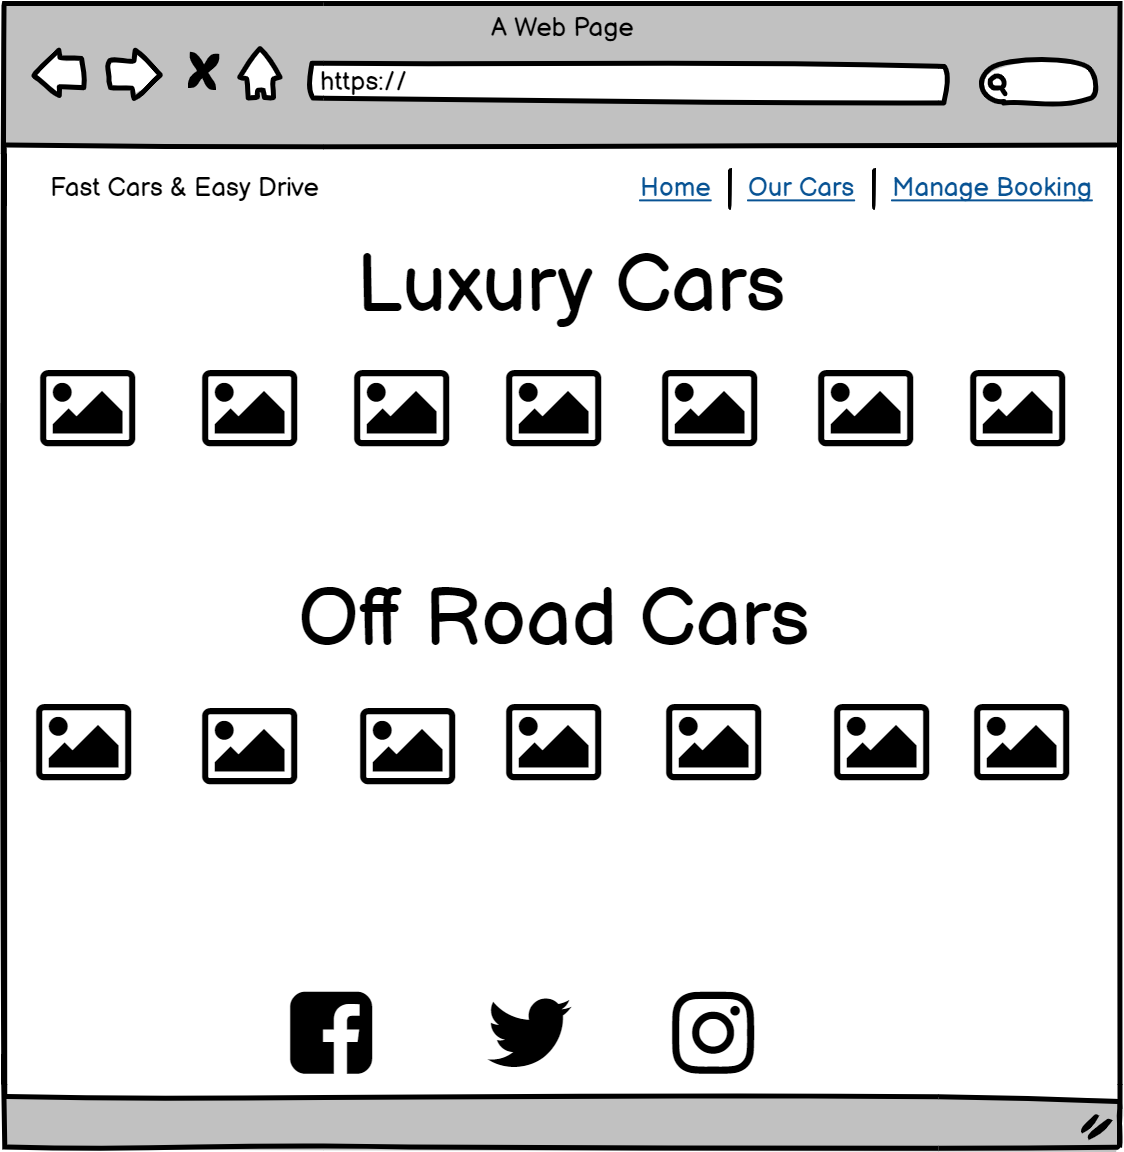 A Web Page
https://
Fast Cars & Easy Drive
Home | Our Cars | Manage Booking
Luxury Cars
Off Road Cars